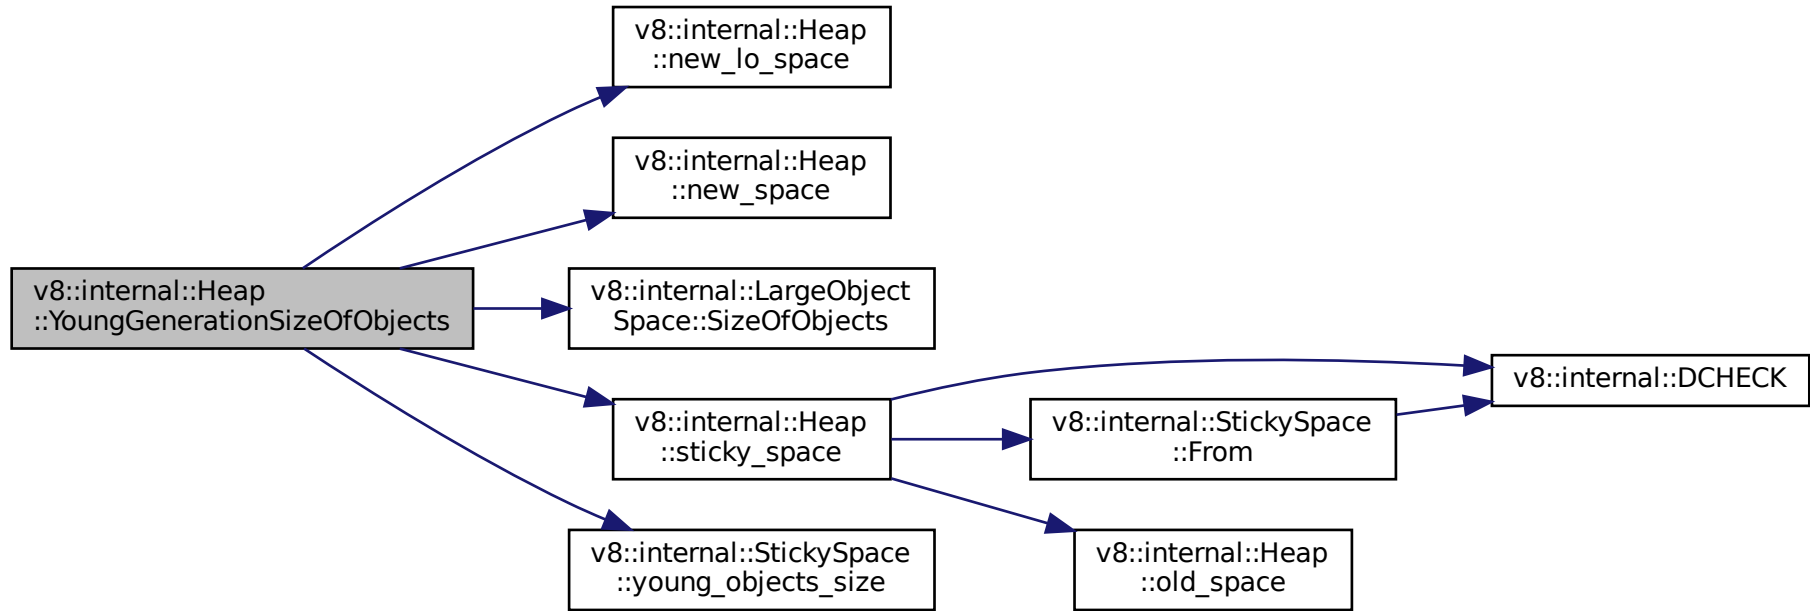 v8::internal::Heap
::new_lo_space
v8::internal::Heap
::new_space
v8::internal::Heap
::YoungGenerationSizeOfObjects
v8::internal::LargeObject
Space::SizeOfObjects
v8::internal::DCHECK
v8::internal::Heap
::sticky_space
v8::internal::StickySpace
::From
v8::internal::StickySpace
::young_objects_size
v8::internal::Heap
::old_space